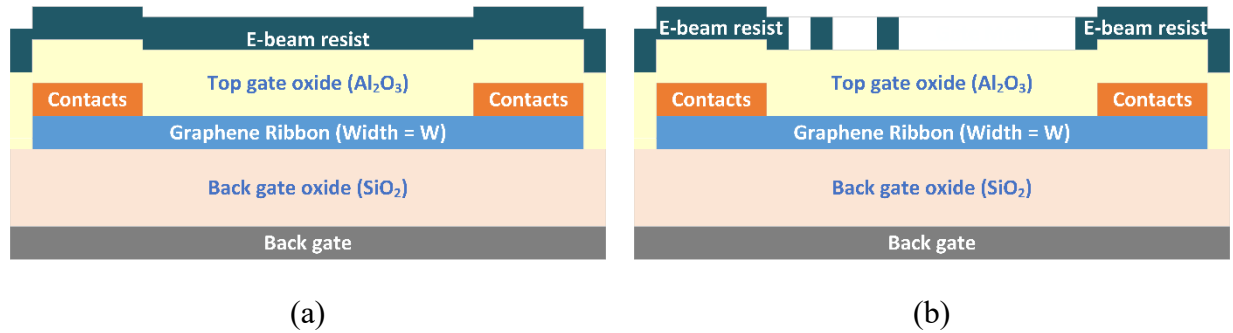 E-beam resist
Top gate oxide (Al₂O₃)
Contacts
Contacts
Graphene Ribbon (Width = W)
Back gate oxide (SiO₂)
Back gate
(a)
E-beam resist
E-beam resist
Top gate oxide (Al₂O₃)
Contacts
Contacts
Graphene Ribbon (Width = W)
Back gate oxide (SiO₂)
Back gate
(b)